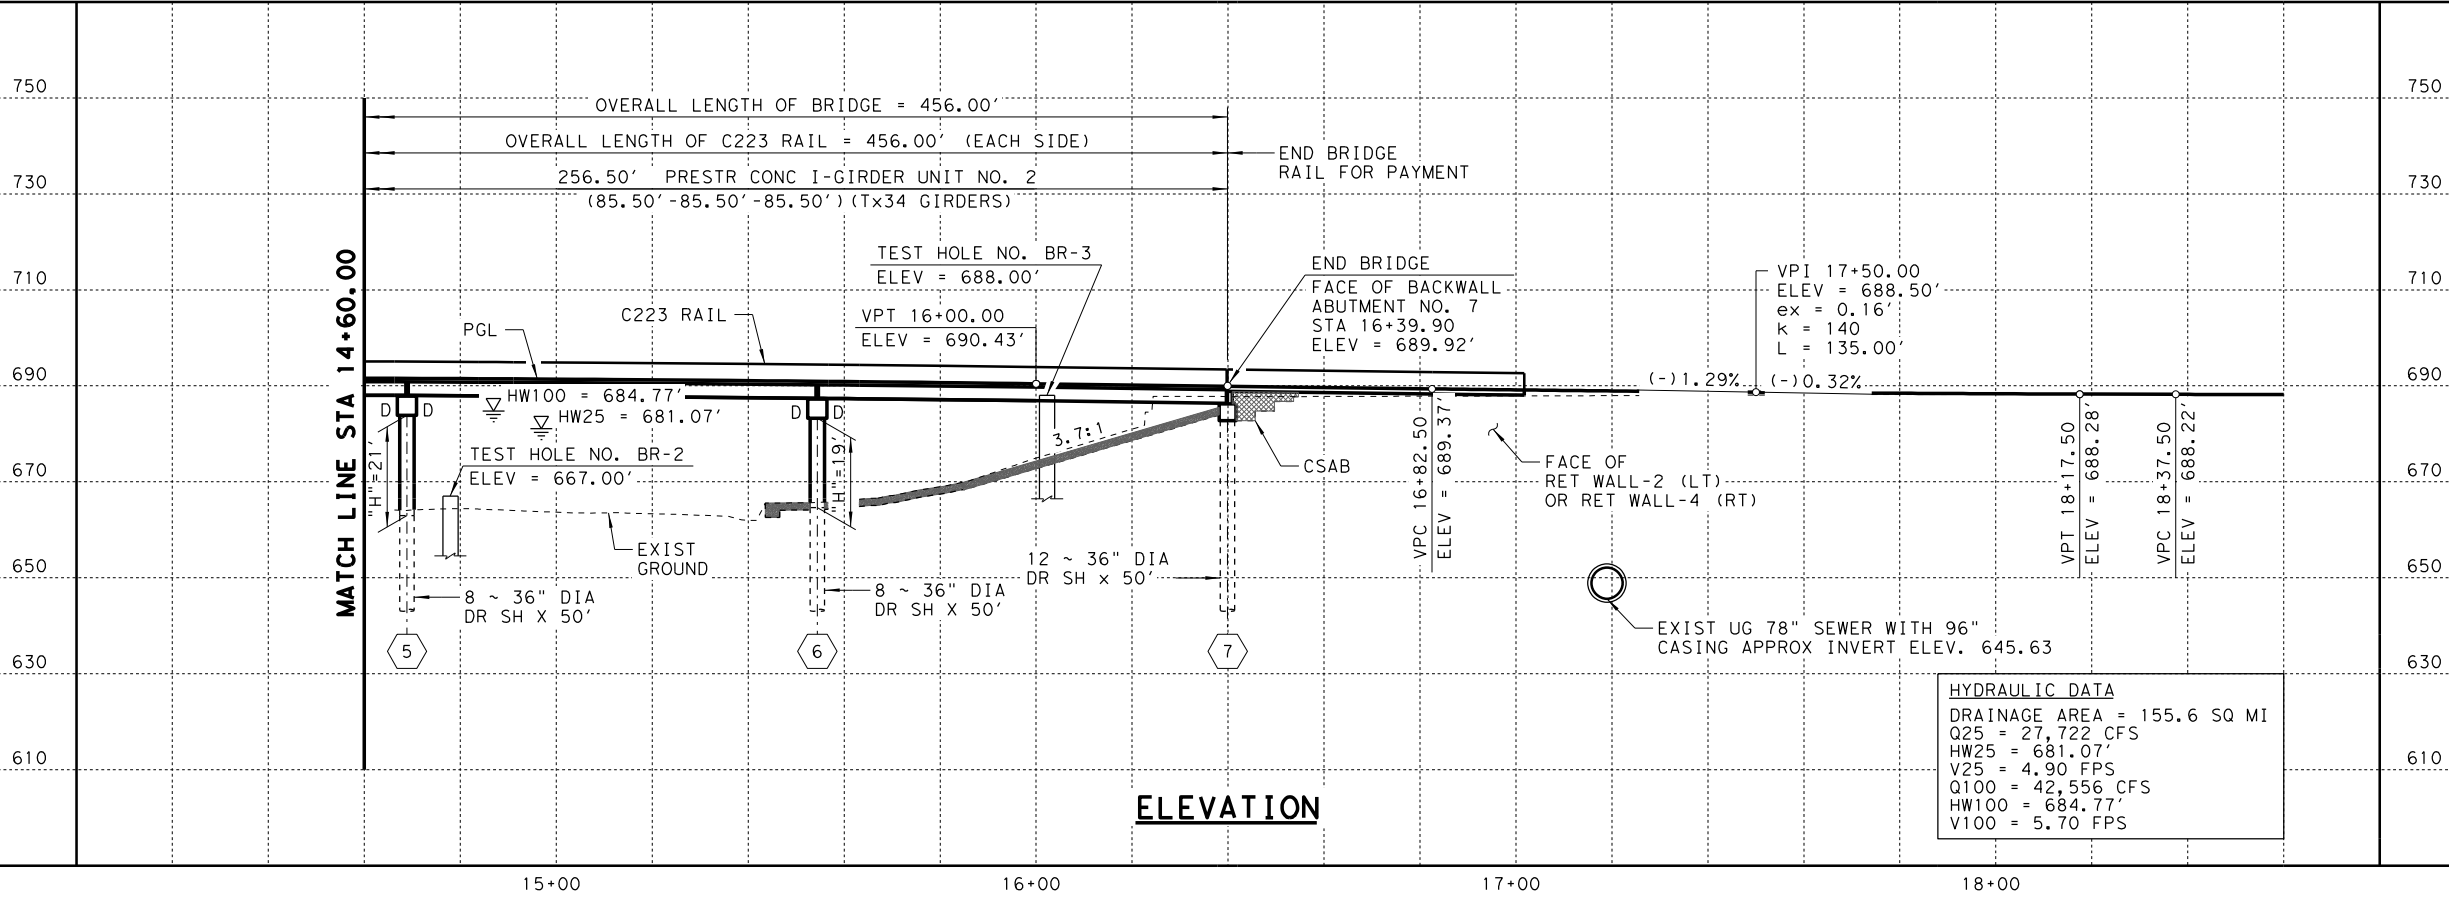 750
730
710
690
670
650
630
610
MATCH LINE STA 14+60.00
OVERALL LENGTH OF BRIDGE = 456.00'
OVERALL LENGTH OF C223 RAIL = 456.00' (EACH SIDE)
256.50' PRESTR CONC I-GIRDER UNIT NO. 2
(85.50'-85.50'-85.50')(Tx34 GIRDERS)
END BRIDGE
RAIL FOR PAYMENT
TEST HOLE NO. BR-3
ELEV = 688.00'
VPT 16+00.00
ELEV = 690.43'
C223 RAIL
PGL
END BRIDGE
FACE OF BACKWALL
ABUTMENT NO. 7
STA 16+39.90
ELEV = 689.92'
VPI 17+50.00
ELEV = 688.50'
ex = 0.16'
k = 140
L = 135.00'
(-)1.29%
(-)0.32%
HW100 = 684.77'
HW25 = 681.07'
D D
D D
"H"=21'
"H"=19'
TEST HOLE NO. BR-2
ELEV = 667.00'
3.7:1
CSAB
VPC 16+82.50
ELEV = 689.37'
FACE OF
RET WALL-2 (LT)
OR RET WALL-4 (RT)
VPT 18+17.50
ELEV = 688.28'
VPC 18+37.50
ELEV = 688.22'
EXIST
GROUND
8 ~ 36" DIA
DR SH X 50'
8 ~ 36" DIA
DR SH X 50'
12 ~ 36" DIA
DR SH x 50'
5
6
7
EXIST UG 78" SEWER WITH 96"
CASING APPROX INVERT ELEV. 645.63
HYDRAULIC DATA
DRAINAGE AREA = 155.6 SQ MI
Q25 = 27,722 CFS
HW25 = 681.07'
V25 = 4.90 FPS
Q100 = 42,556 CFS
HW100 = 684.77'
V100 = 5.70 FPS
750
730
710
690
670
650
630
610
ELEVATION
15+00
16+00
17+00
18+00